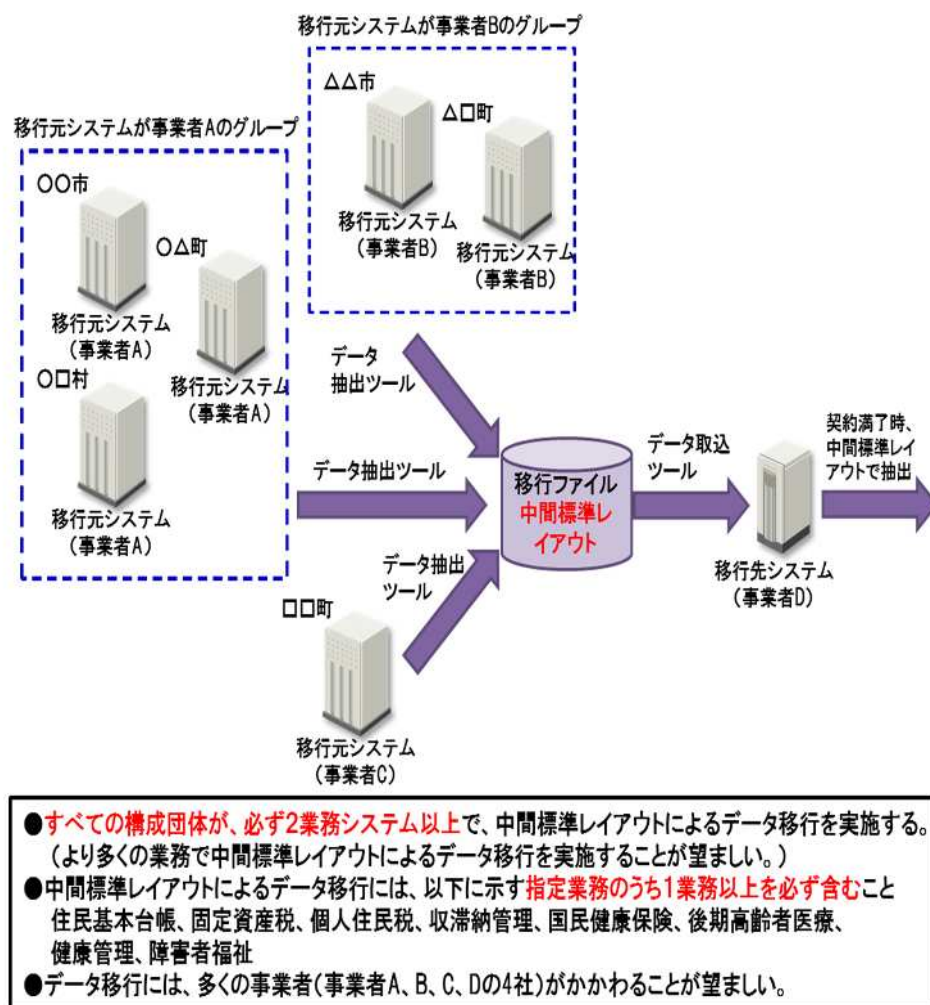 移行元システムが事業者Bのグループ
△△市
△□町
移行元システム
(事業者B)
移行元システム
(事業者B)
移行元システムが事業者Aのグループ
〇〇市
〇△町
移行元システム
(事業者A)
移行元システム
(事業者A)
〇□村
移行元システム
(事業者A)
データ
抽出ツール
データ抽出ツール
データ抽出
ツール
□□町
移行元システム
(事業者C)
移行ファイル
中間標準レ
イアウト
データ取込
ツール
移行先システム
(事業者D)
契約満了時、
中間標準レイ
アウトで抽出
●すべての構成団体が、必ず2業務システム以上で、中間標準レイアウトによるデータ移行を実施する。
(より多くの業務で中間標準レイアウトによるデータ移行を実施することが望ましい。)
●中間標準レイアウトによるデータ移行には、以下に示す指定業務のうち1業務以上を必ず含むこと
住民基本台帳、固定資産税、個人住民税、収滞納管理、国民健康保険、後期高齢者医療、
健康管理、障害者福祉
●データ移行には、多くの事業者(事業者A、B、C、Dの4社)がかかわることが望ましい。